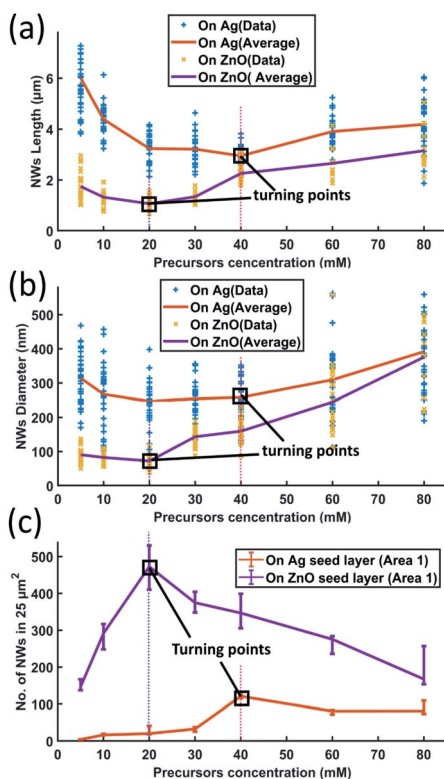 (a)
On Ag(Data)
On Ag(Average)
On ZnO(Data)
On ZnO( Average)
NWs Length (µm)
6
4
2
0
turning points
0 10 20 30 40 50 60 70 80
Precursors cencentration (mM)
(b)
On Ag(Data)
On Ag(Average)
On ZnO(Data)
On ZnO(Average)
NWs Diameter (nm)
500
400
300
200
100
0
turning points
0 10 20 30 40 50 60 70 80
Precursors cencentration (mM)
(c)
On Ag seed layer (Area 1)
On ZnO seed layer (Area 1)
No. of NWs in 25 µm²
500
400
300
200
100
0
Turning points
0 10 20 30 40 50 60 70 80
Precursors concentration (mM)